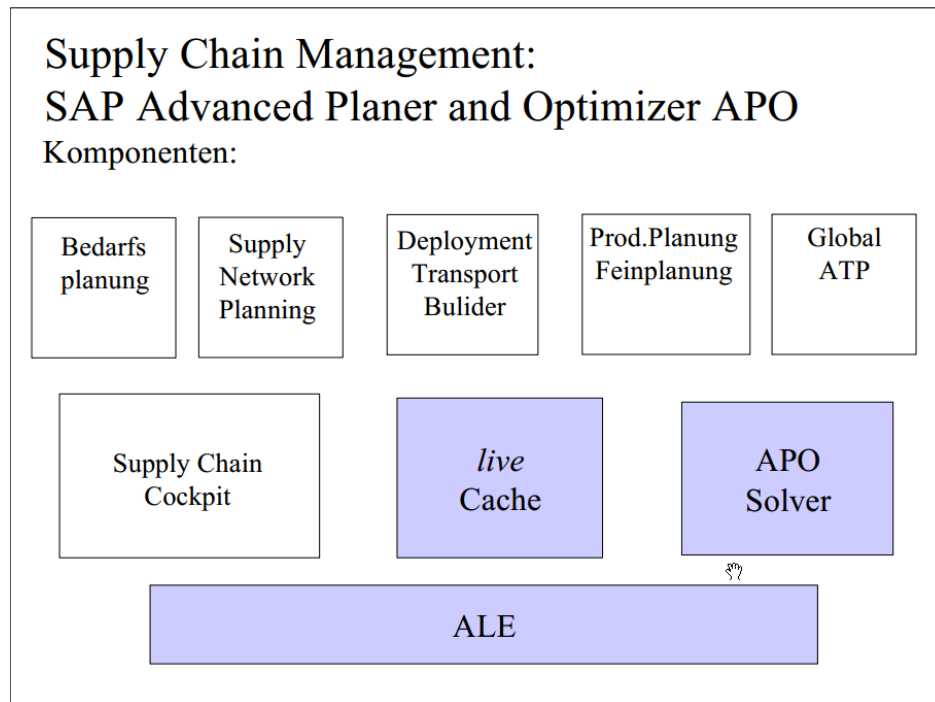 Supply Chain Management:
SAP Advanced Planer and Optimizer APO
Komponenten:
Bedarfs
planung
Supply
Network
Planning
Deployment
Transport
Bulider
Prod.Planung
Feinplanung
Global
ATP
Supply Chain
Cockpit
live
Cache
APO
Solver
ALE